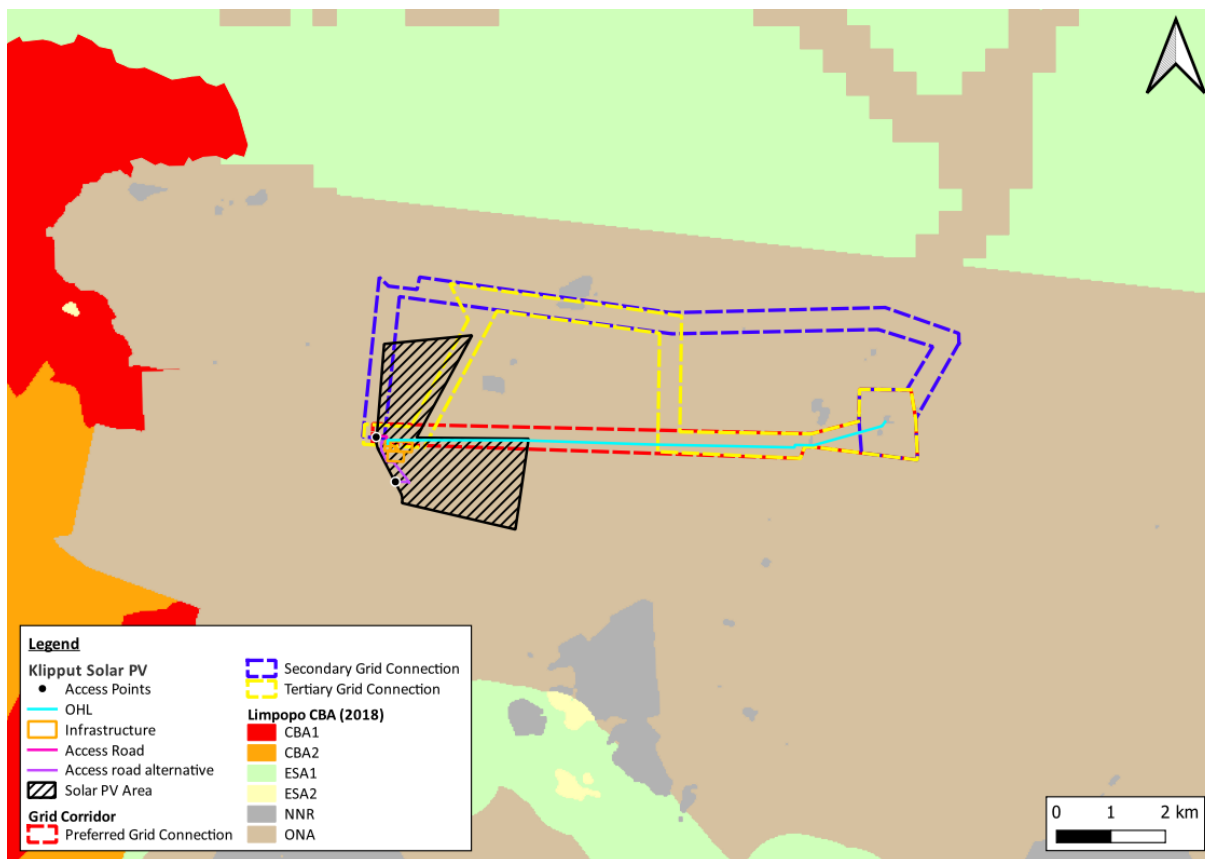 Legend
Klipput Solar PV
Access Points
OHL
Infrastructure
Access Road
Access road alternative
Solar PV Area
Grid Corridor
Preferred Grid Connection
Secondary Grid Connection
Tertiary Grid Connection
Limpopo CBA (2018)
CBA1
CBA2
ESA1
ESA2
NNR
ONA
0 1 2 km